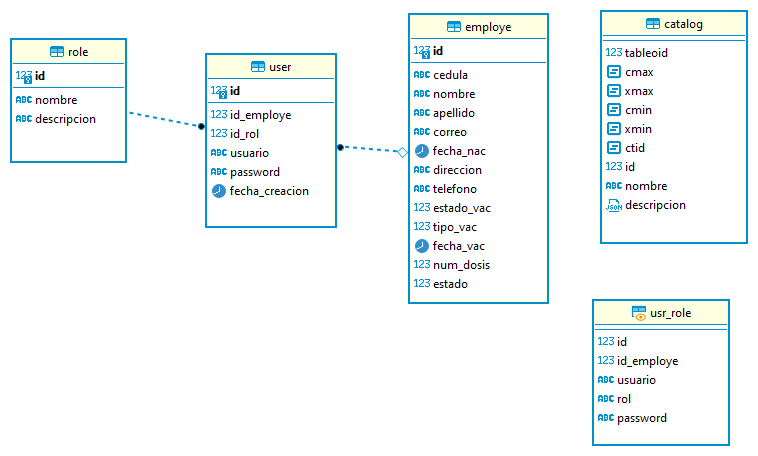 role
123 id
ABC nombre
ABC descripcion
user
123 id
123 id_employe
123 id_rol
ABC usuario
ABC password
fecha_creacion
employe
123 id
ABC cedula
ABC nombre
ABC apellido
ABC correo
fecha_nac
ABC direccion
ABC telefono
123 estado_vac
123 tipo_vac
fecha_vac
123 num_dosis
123 estado
catalog
123 tableoid
cmax
xmax
cmin
xmin
ctid
123 id
ABC nombre
JSON descripcion
usr_role
123 id
123 id_employe
ABC usuario
ABC rol
ABC password